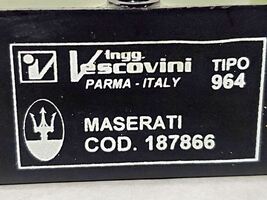 ingg.
Vescovini TIPO
PARMA - ITALY 964
MASERATI
COD. 187866